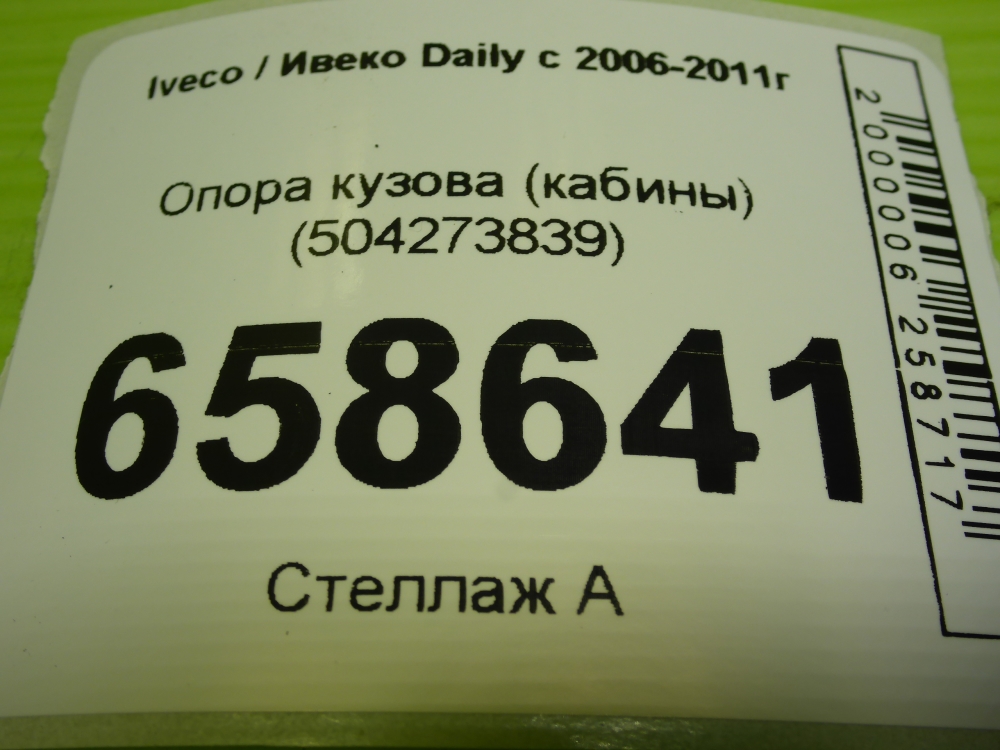 Iveco / Ивеко Daily с 2006-2011г
Опора кузова (кабины)
(504273839)
658641
Стеллаж А
2000006258717